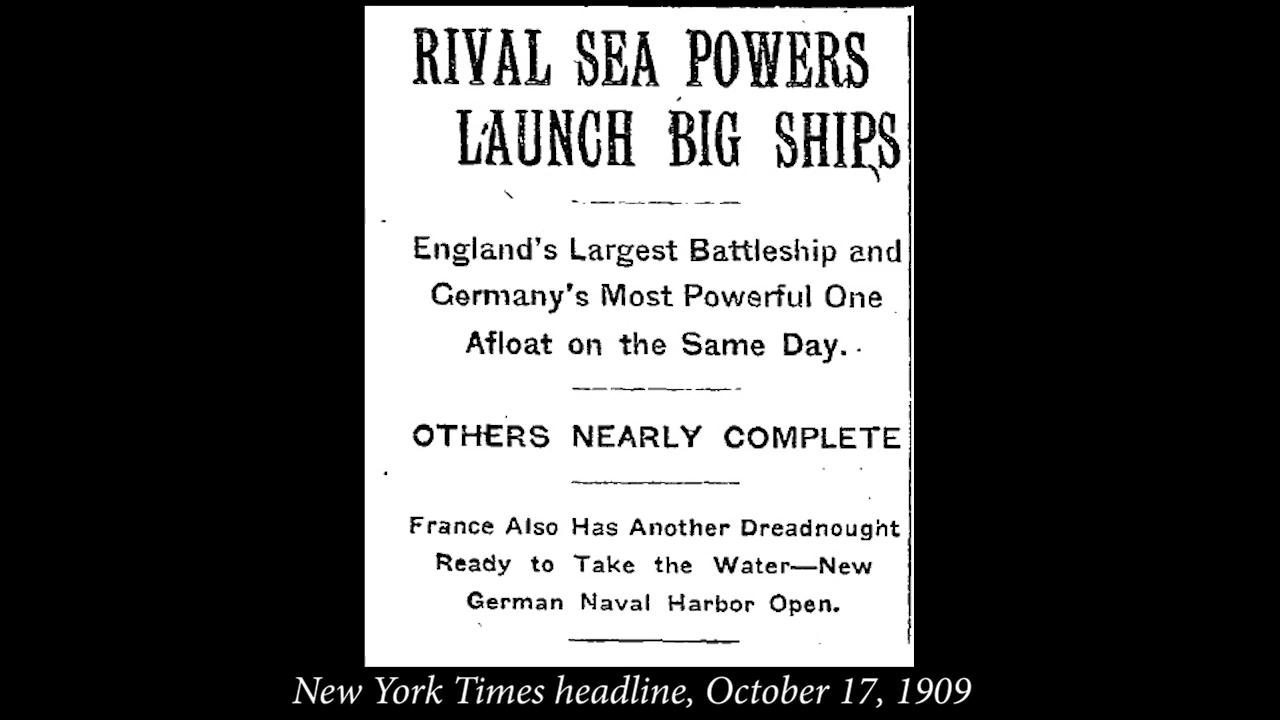 RIVAL SEA POWERS
LAUNCH BIG SHIPS
England's Largest Battleship and
Germany's Most Powerful One
Afloat on the Same Day.
OTHERS NEARLY COMPLETE
France Also Has Another Dreadnought
Ready to Take the Water—New
German Naval Harbor Open.
New York Times headline, October 17, 1909